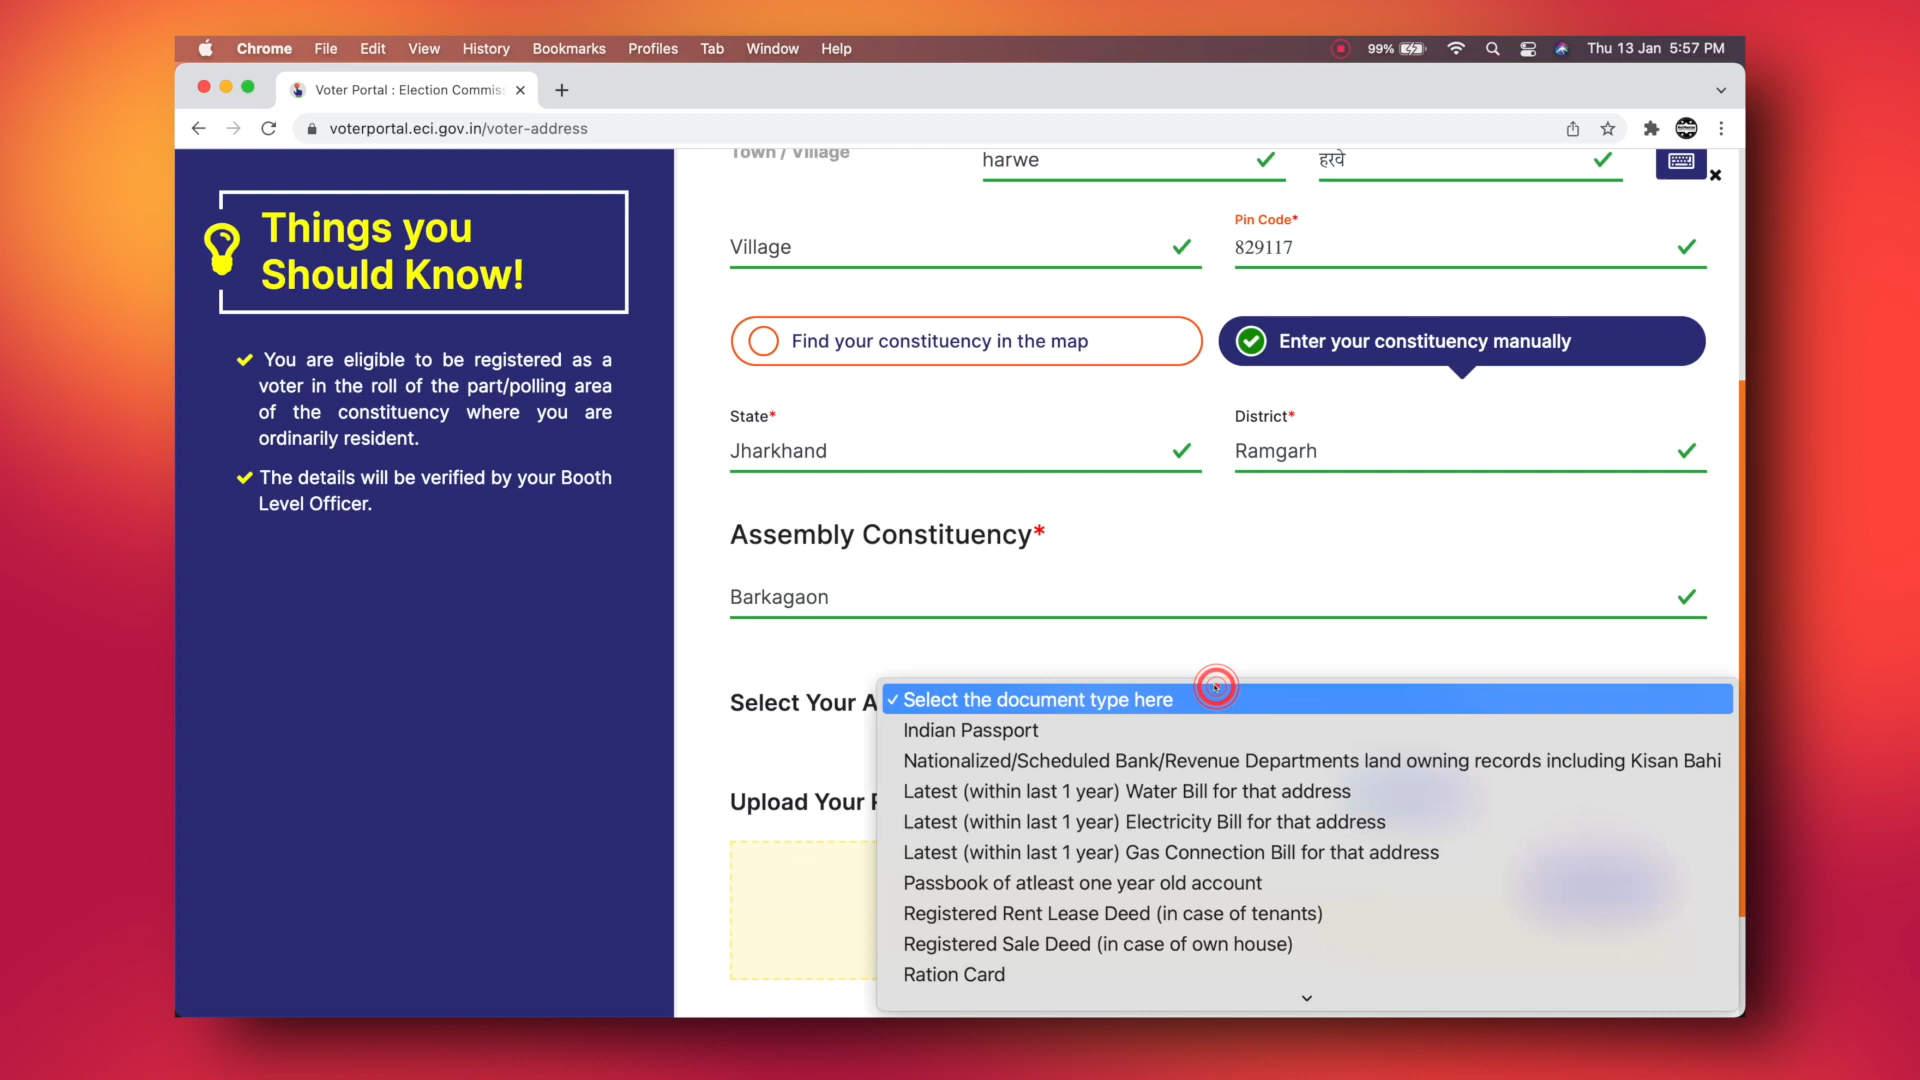 Chrome File Edit View History Bookmarks Profiles Tab Window Help 99% Thu 13 Jan 5:57 PM
Voter Portal : Election Commis
voterportal.eci.gov.in/voter-address
Things you
Should Know!
You are eligible to be registered as a
voter in the roll of the part/polling area
of the constituency where you are
ordinarily resident.
The details will be verified by your Booth
Level Officer.
Town / Village harwe हरवे
Pin Code*
Village 829117
Find your constituency in the map Enter your constituency manually
State* District*
Jharkhand Ramgarh
Assembly Constituency*
Barkagaon
Select Your A
Select the document type here
Indian Passport
Nationalized/Scheduled Bank/Revenue Departments land owning records including Kisan Bahi
Latest (within last 1 year) Water Bill for that address
Upload Your
Latest (within last 1 year) Electricity Bill for that address
Latest (within last 1 year) Gas Connection Bill for that address
Passbook of atleast one year old account
Registered Rent Lease Deed (in case of tenants)
Registered Sale Deed (in case of own house)
Ration Card